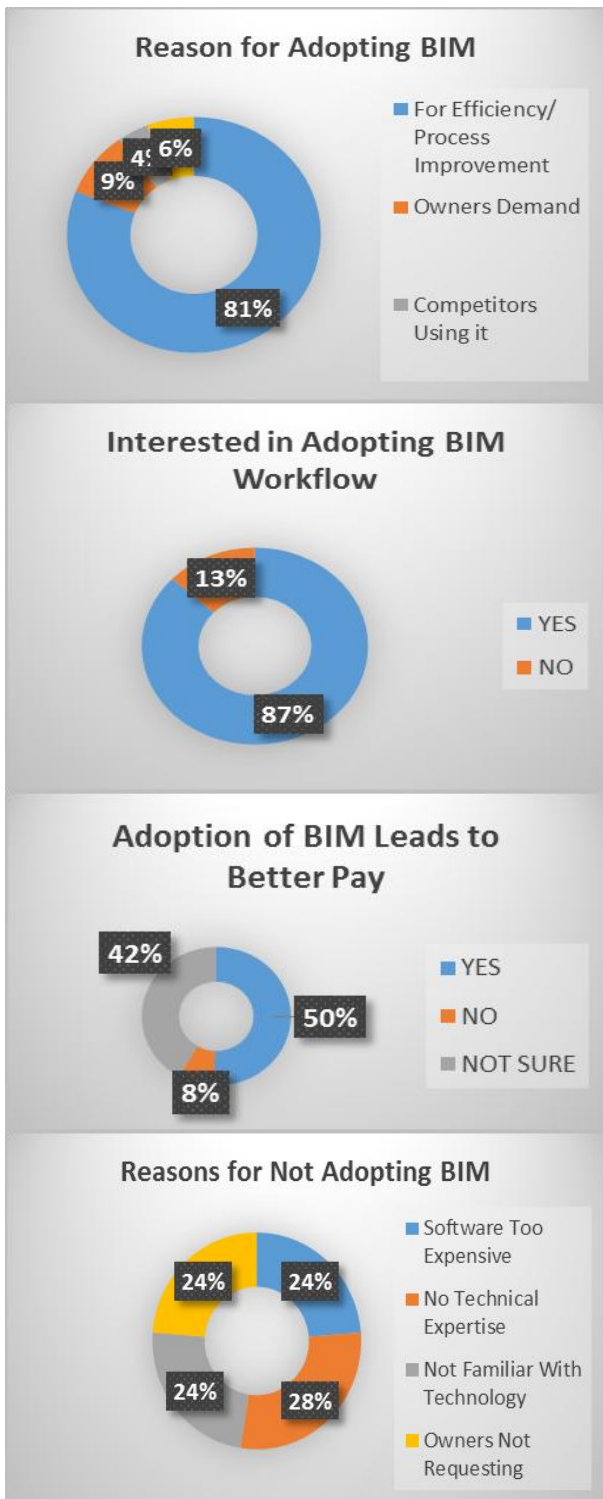 Reason for Adopting BIM
For Efficiency/
Process
Improvement
Owners Demand
Competitors
Using it
6%
4%
9%
81%
Interested in Adopting BIM
Workflow
13%
87%
YES
NO
Adoption of BIM Leads to
Better Pay
42%
50%
8%
YES
NO
NOT SURE
Reasons for Not Adopting BIM
24%
24%
24%
28%
Software Too
Expensive
No Technical
Expertise
Not Familiar With
Technology
Owners Not
Requesting